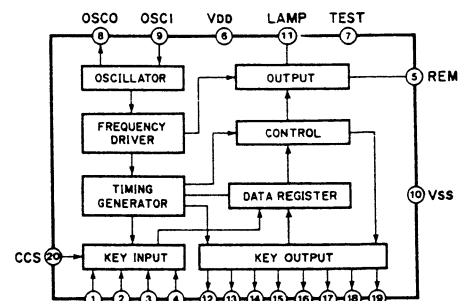 OSCO OSCI VDD LAMP TEST
8 9 6 11 7
OSCILLATOR OUTPUT 5 REM
FREQUENCY DRIVER CONTROL
TIMING GENERATOR DATA REGISTER 10 VSS
CCS 20 KEY INPUT KEY OUTPUT
1 2 3 4 12 13 14 15 16 17 18 19